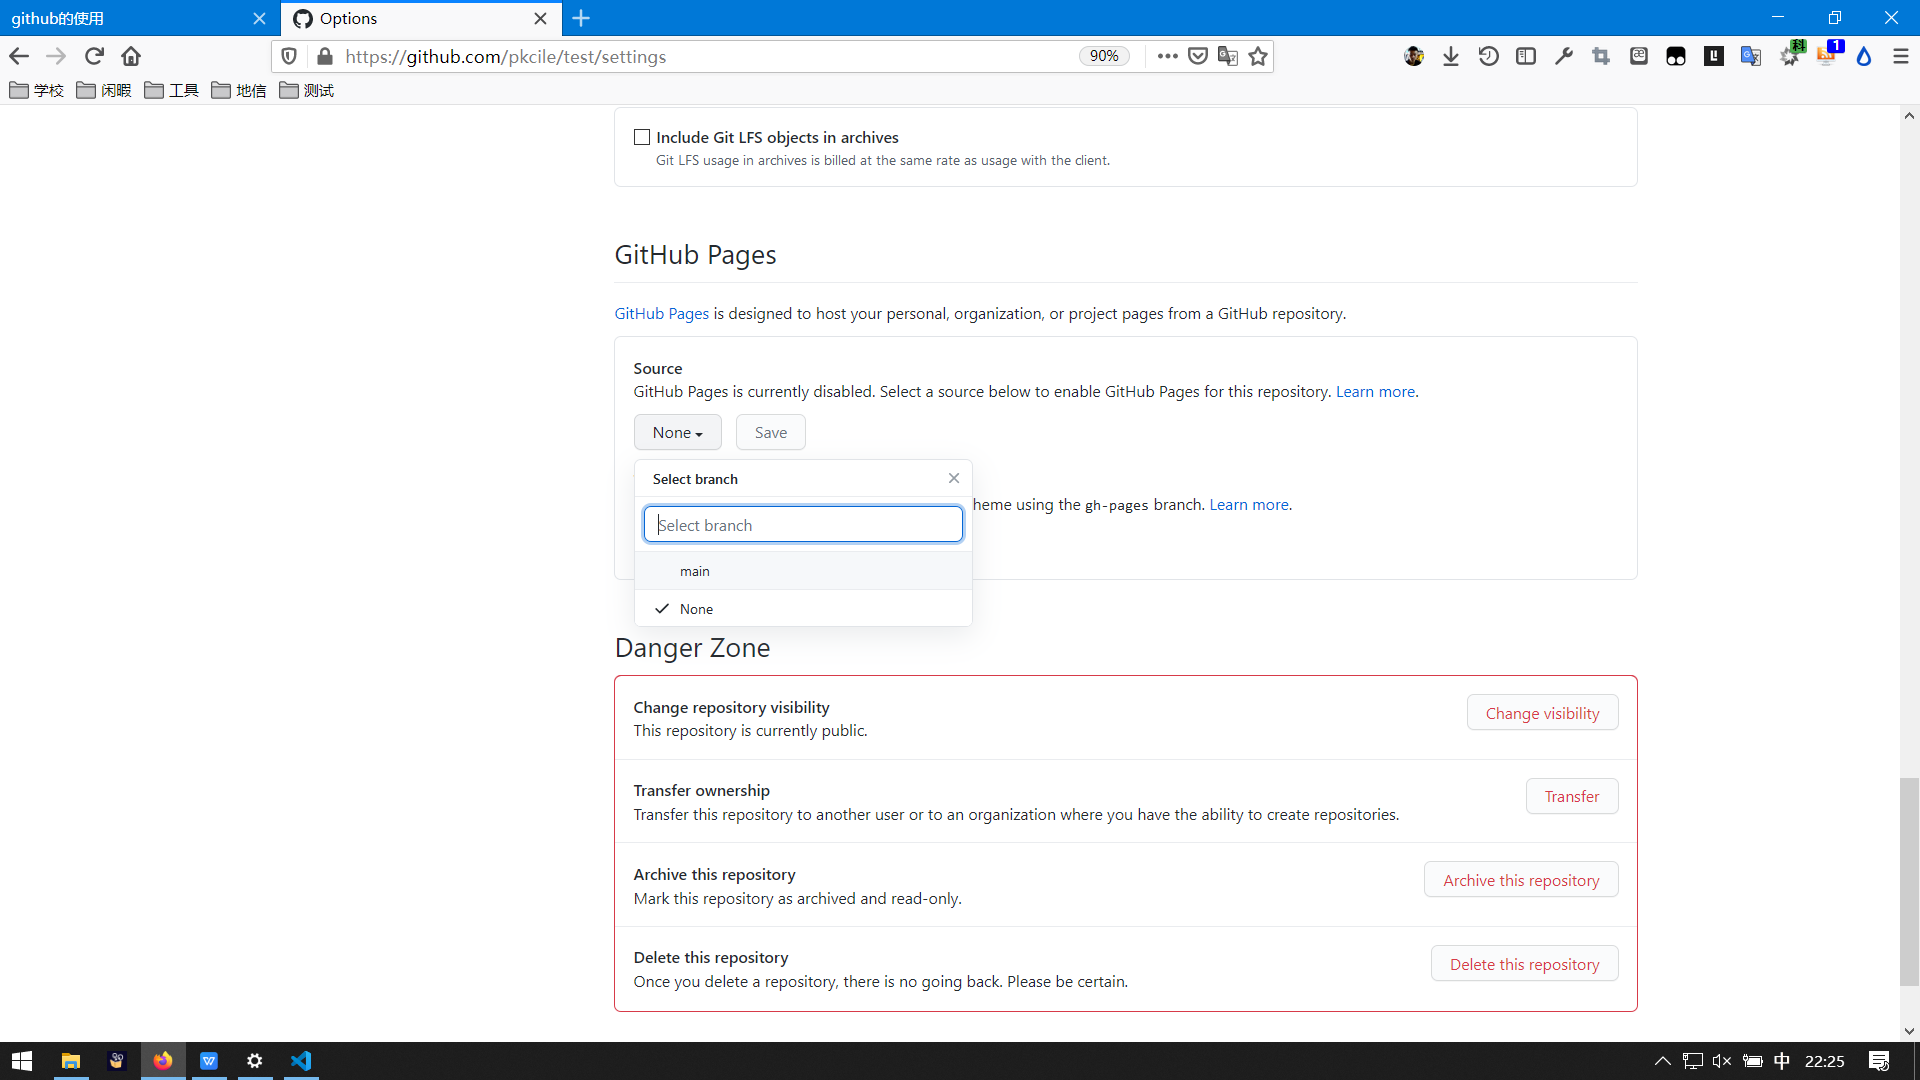 github的使用
Options
https://github.com/pkcile/test/settings
90%
科
1
学校
闲暇
工具
地信
测试
Include Git LFS objects in archives
Git LFS usage in archives is billed at the same rate as usage with the client.
GitHub Pages
GitHub Pages is designed to host your personal, organization, or project pages from a GitHub repository.
Source
GitHub Pages is currently disabled. Select a source below to enable GitHub Pages for this repository. Learn more.
None
Save
Select branch
heme using the gh-pages branch. Learn more.
Select branch
main
None
Danger Zone
Change repository visibility
This repository is currently public.
Change visibility
Transfer ownership
Transfer this repository to another user or to an organization where you have the ability to create repositories.
Transfer
Archive this repository
Mark this repository as archived and read-only.
Archive this repository
Delete this repository
Once you delete a repository, there is no going back. Please be certain.
Delete this repository
中
22:25